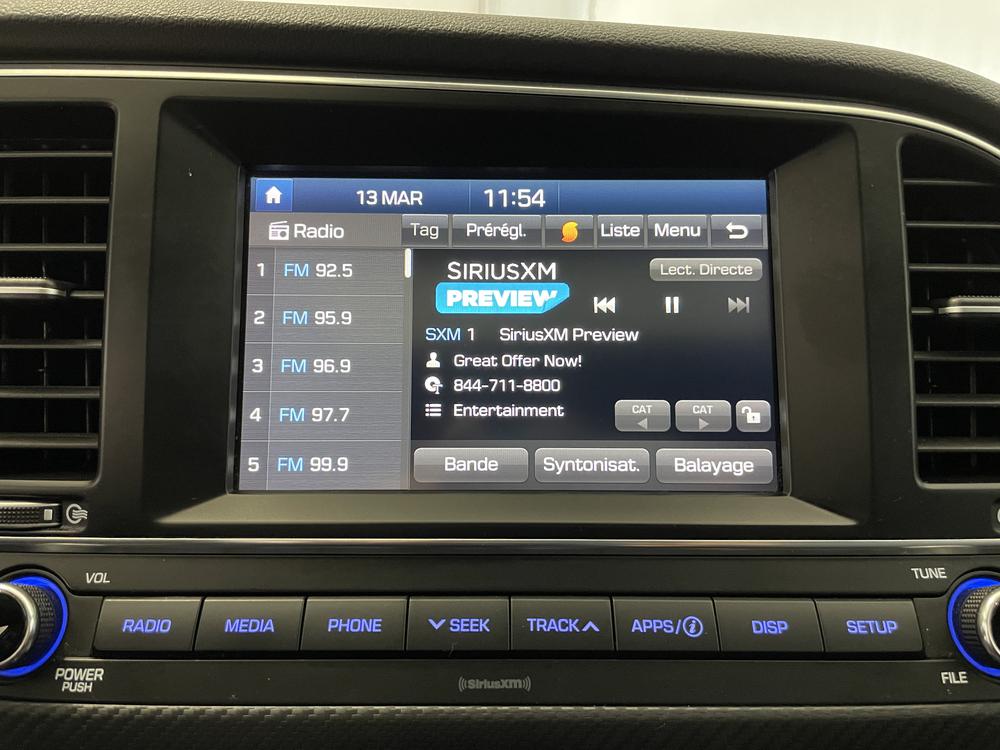 13 MAR 11:54
Radio Tag Prérégl. Liste Menu
1 FM 92.5
2 FM 95.9
3 FM 96.9
4 FM 97.7
5 FM 99.9
SIRIUSXM Lect. Directe
PREVIEW
SXM 1 SiriusXM Preview
Great Offer Now!
844-711-8800
Entertainment CAT CAT
Bande Syntonisat. Balayage
VOL TUNE
RADIO MEDIA PHONE SEEK TRACK APPS/i DISP SETUP
POWER
PUSH
FILE
((SiriusXM))